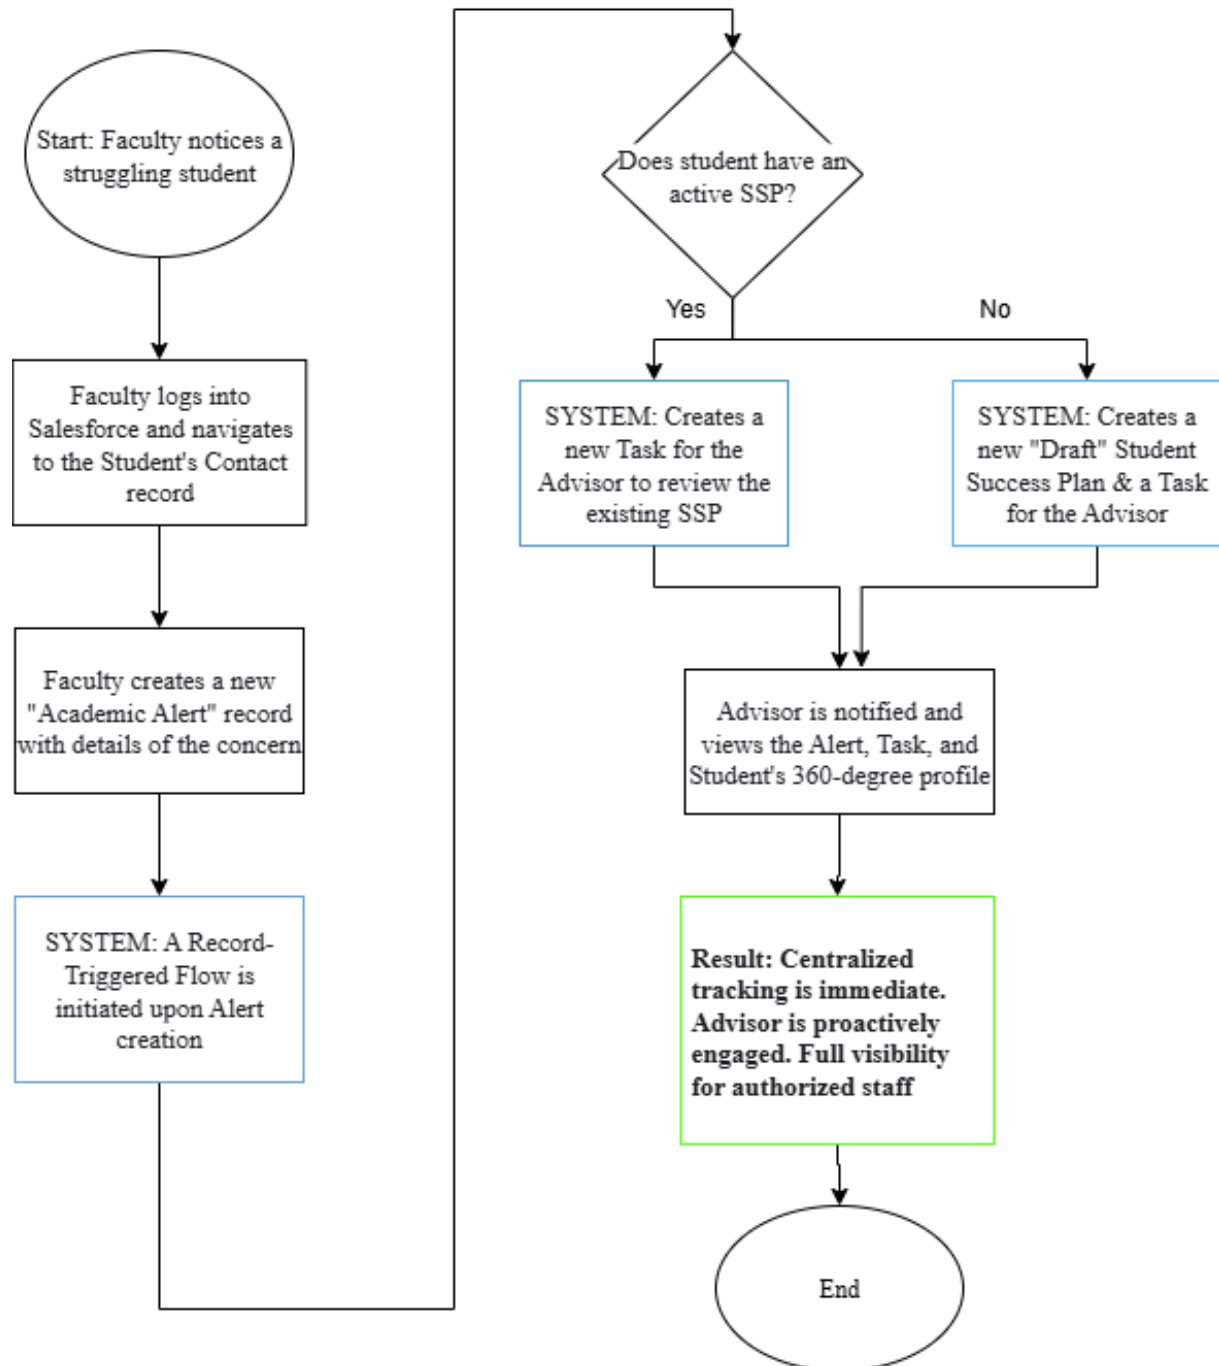 Start: Faculty notices a
struggling student
Faculty logs into
Salesforce and navigates
to the Student's Contact
record
Faculty creates a new
"Academic Alert" record
with details of the concern
SYSTEM: A Record-
Triggered Flow is
initiated upon Alert
creation
Does student have an
active SSP?
Yes
No
SYSTEM: Creates a
new Task for the
Advisor to review the
existing SSP
SYSTEM: Creates a
new "Draft" Student
Success Plan & a Task
for the Advisor
Advisor is notified and
views the Alert, Task, and
Student's 360-degree profile
Result: Centralized
tracking is immediate.
Advisor is proactively
engaged. Full visibility
for authorized staff
End